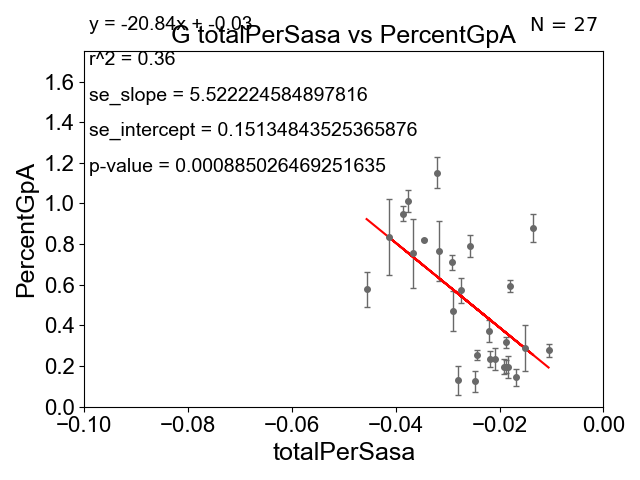 y = -20.84x + -0.03
N = 27
G totalPerSasa vs PercentGpA
r^2 = 0.36
se_slope = 5.522224584897816
se_intercept = 0.15134843525365876
p-value = 0.000885026469251635
PercentGpA
1.6
1.4
1.2
1.0
0.8
0.6
0.4
0.2
0.0
−0.10 −0.08 −0.06 −0.04 −0.02 0.00
totalPerSasa